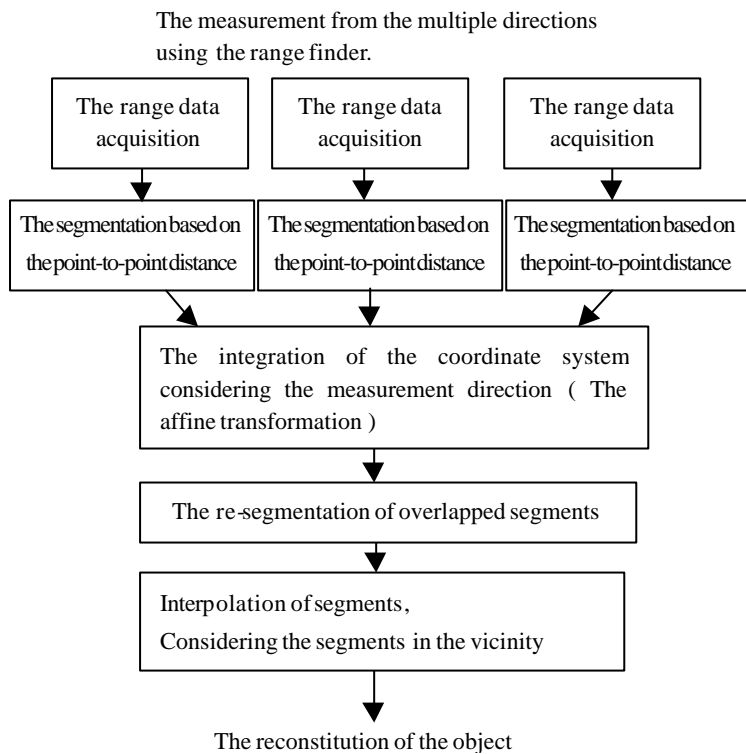 The measurement from the multiple directions
using the range finder.
The range data
acquisition
The range data
acquisition
The range data
acquisition
The segmentation based on
the point-to-point distance
The segmentation based on
the point-to-point distance
The segmentation based on
the point-to-point distance
The integration of the coordinate system
considering the measurement direction ( The
affine transformation )
The re-segmentation of overlapped segments
Interpolation of segments,
Considering the segments in the vicinity
The reconstitution of the object